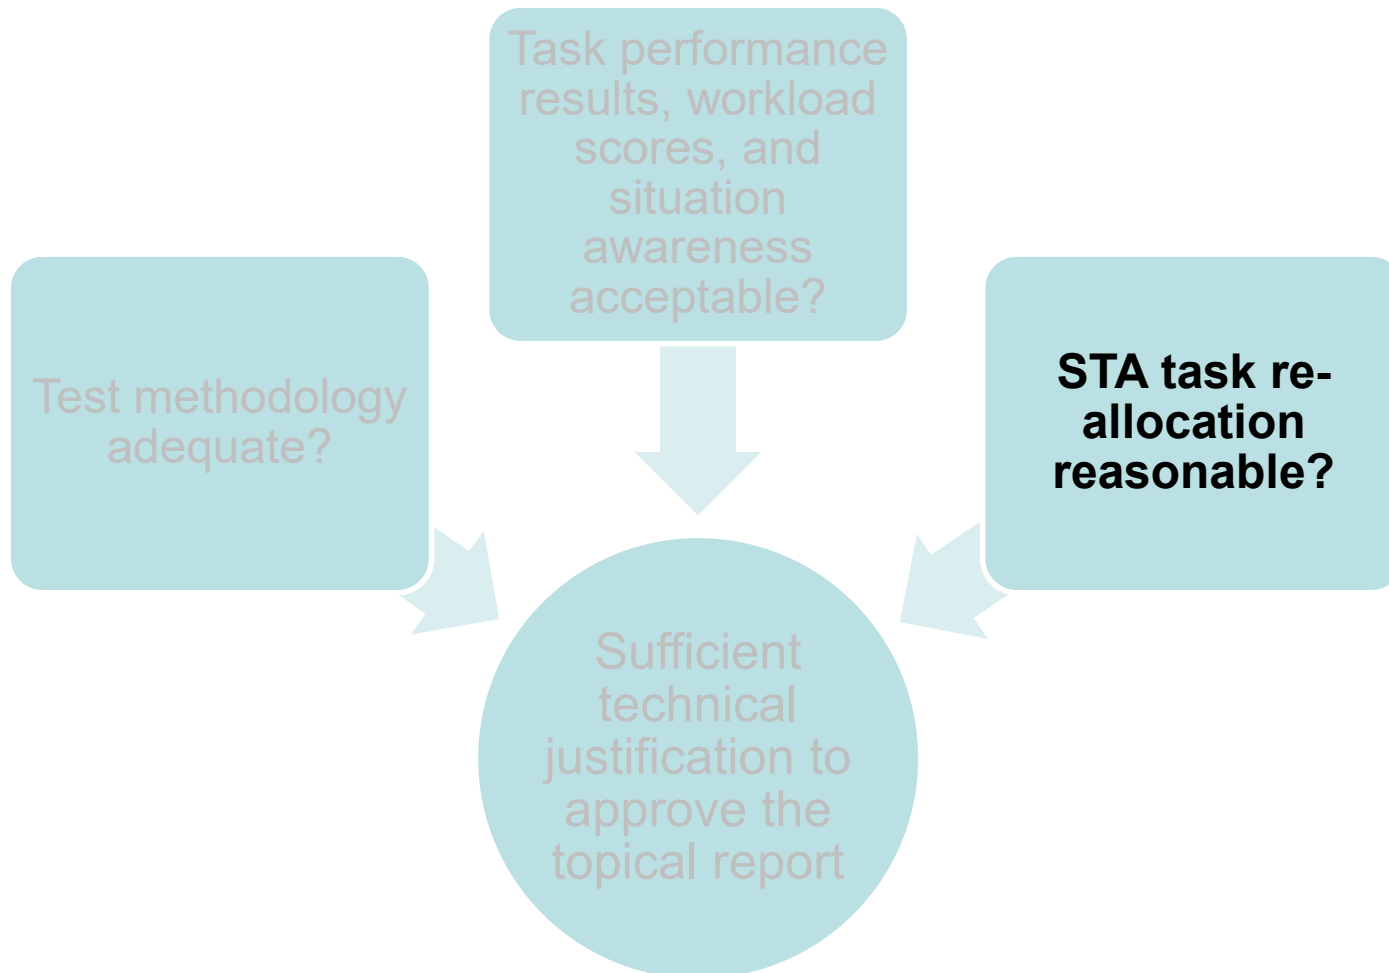 Task performance
results, workload
scores, and
situation
awareness
acceptable?
Test methodology
adequate?
STA task re-
allocation
reasonable?
Sufficient
technical
justification to
approve the
topical report